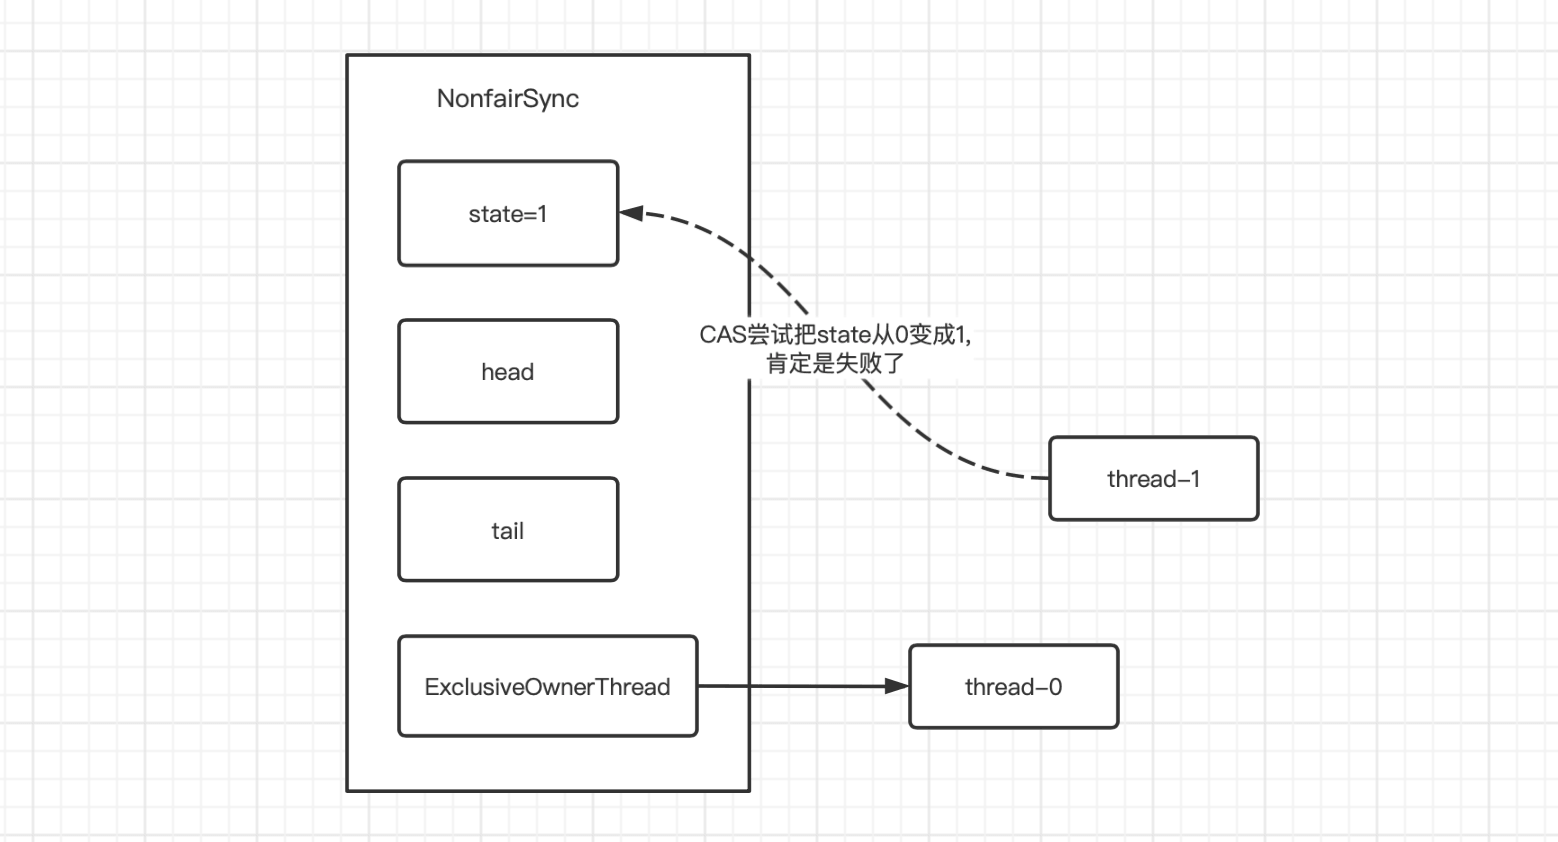 NonfairSync
state=1
CAS尝试把state从0变成1,
肯定是失败了
head
thread-1
tail
ExclusiveOwnerThread
thread-0